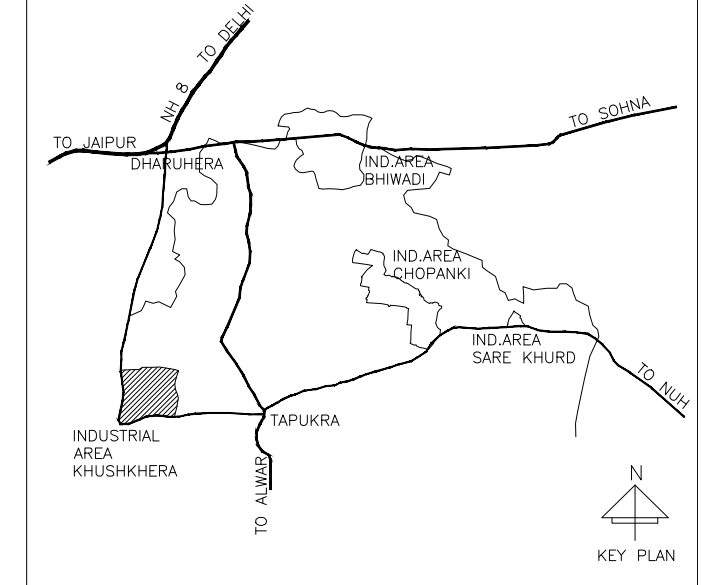 TO DELHI
NH 8
TO SOHNA
TO JAIPUR
DHARUHERA
IND.AREA
BHIWADI
IND.AREA
CHOPANKI
IND.AREA
SARE KHURD
TO NUH
TAPUKRA
INDUSTRIAL
AREA
KHUSHKHERA
TO ALWAR
N
KEY PLAN